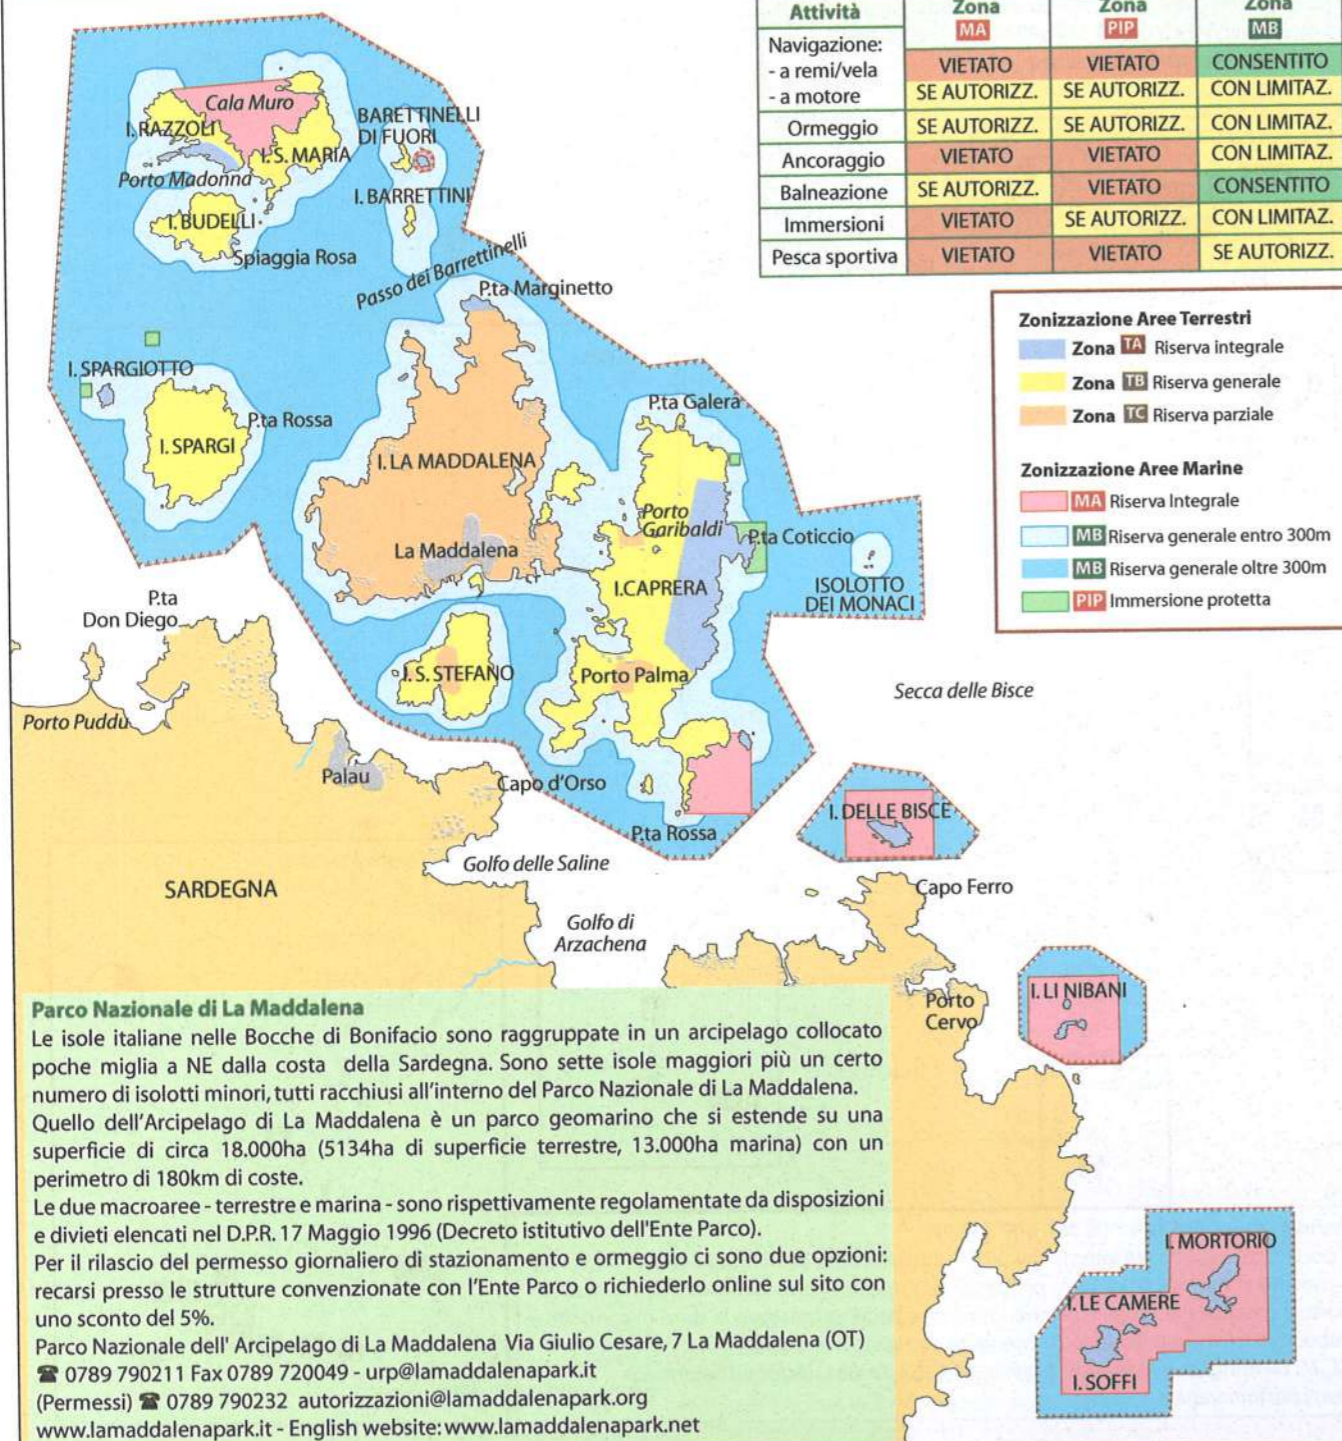 Attività Zona Zona Zona
MA PIP MB
Navigazione:
- a remi/vela VIETATO VIETATO CONSENTITO
- a motore SE AUTORIZZ. SE AUTORIZZ. CON LIMITAZ.
Ormeggio SE AUTORIZZ. SE AUTORIZZ. CON LIMITAZ.
Ancoraggio VIETATO VIETATO CON LIMITAZ.
Balneazione SE AUTORIZZ. VIETATO CONSENTITO
Immersioni VIETATO SE AUTORIZZ. CON LIMITAZ.
Pesca sportiva VIETATO VIETATO SE AUTORIZZ.
Zonizzazione Aree Terrestri
Zona TA Riserva integrale
Zona TB Riserva generale
Zona TC Riserva parziale
Zonizzazione Aree Marine
MA Riserva Integrale
MB Riserva generale entro 300m
MB Riserva generale oltre 300m
PIP Immersione protetta
Cala Muro
I. RAZZOLI
I.S. MARIA
BARETTINELLI
DI FUORI
Porto Madonna
I. BARRETTINI
I.BUDELLI
Spiaggia Rosa
Passo dei Barrettinelli
P.ta Marginetto
I. SPARGIOTTO
P.ta Rossa
I. SPARGI
P.ta Galera
I. LA MADDALENA
Porto
Garibaldi
P.ta Coticcio
La Maddalena
I.CAPRERA
ISOLOTTO
DEI MONACI
P.ta
Don Diego
I.S. STEFANO
Porto Palma
Secca delle Bisce
Porto Puddu
Palau
Capo d'Orso
P.ta Rossa
I. DELLE BISCE
Golfo delle Saline
SARDEGNA
Capo Ferro
Golfo di
Arzachena
Porto
Cervo
I. LI NIBANI
I. MORTORIO
I. LE CAMERE
I. SOFFI
Parco Nazionale di La Maddalena
Le isole italiane nelle Bocche di Bonifacio sono raggruppate in un arcipelago collocato
poche miglia a NE dalla costa della Sardegna. Sono sette isole maggiori più un certo
numero di isolotti minori, tutti racchiusi all'interno del Parco Nazionale di La Maddalena.
Quello dell'Arcipelago di La Maddalena è un parco geomarino che si estende su una
superficie di circa 18.000ha (5134ha di superficie terrestre, 13.000ha marina) con un
perimetro di 180km di coste.
Le due macroaree - terrestre e marina - sono rispettivamente regolamentate da disposizioni
e divieti elencati nel D.P.R. 17 Maggio 1996 (Decreto istitutivo dell'Ente Parco).
Per il rilascio del permesso giornaliero di stazionamento e ormeggio ci sono due opzioni:
recarsi presso le strutture convenzionate con l'Ente Parco o richiederlo online sul sito con
uno sconto del 5%.
Parco Nazionale dell' Arcipelago di La Maddalena Via Giulio Cesare, 7 La Maddalena (OT)
☎ 0789 790211 Fax 0789 720049 - urp@lamaddalenapark.it
(Permessi) ☎ 0789 790232 autorizzazioni@lamaddalenapark.org
www.lamaddalenapark.it - English website: www.lamaddalenapark.net